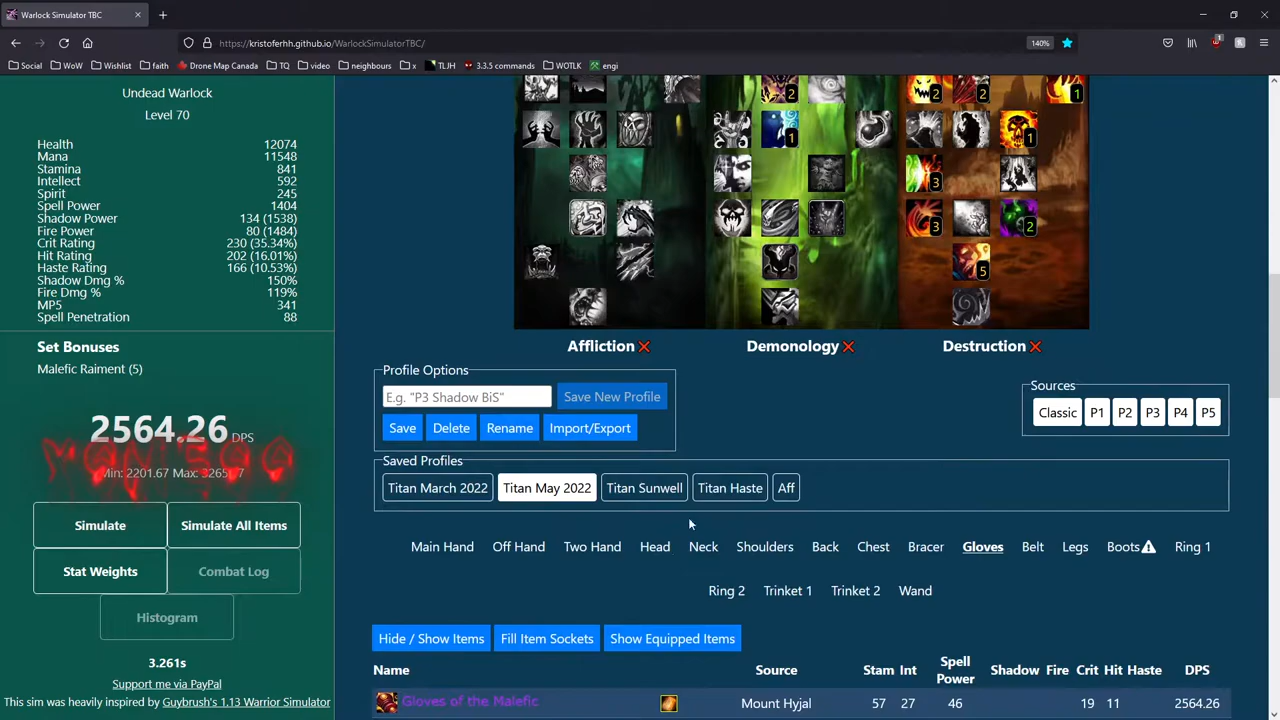 Warlock Simulator TBC
https://kristoferhh.github.io/WarlockSimulatorTBC/
140%
Social
WoW
Wishlist
faith
Drone Map Canada
TQ
video
neighbours
x
TLJH
3.3.5 commands
WOTLK
engi
Undead Warlock
Level 70
Health 12074
Mana 11548
Stamina 841
Intellect 592
Spirit 245
Spell Power 1404
Shadow Power 134 (1538)
Fire Power 80 (1484)
Crit Rating 230 (35.34%)
Hit Rating 202 (16.01%)
Haste Rating 166 (10.53%)
Shadow Dmg % 150%
Fire Dmg % 119%
MP5 341
Spell Penetration 88
Set Bonuses
Malefic Raiment (5)
2564.26 DPS
Min: 2201.67 Max:
Simulate
Simulate All Items
Stat Weights
Combat Log
Histogram
3.261s
Support me via PayPal
This sim was heavily inspired by Guybrush's 1.13 Warrior Simulator
2 2 2 1
1 1
3
3 2
5
Affliction
Demonology
Destruction
Profile Options
E.g. "P3 Shadow BiS"
Save New Profile
Save
Delete
Rename
Import/Export
Sources
Classic
P1
P2
P3
P4
P5
Saved Profiles
Titan March 2022
Titan May 2022
Titan Sunwell
Titan Haste
Aff
Main Hand
Off Hand
Two Hand
Head
Neck
Shoulders
Back
Chest
Bracer
Gloves
Belt
Legs
Boots
Ring 1
Ring 2
Trinket 1
Trinket 2
Wand
Hide / Show Items
Fill Item Sockets
Show Equipped Items
Name Source Stam Int Spell Power Shadow Fire Crit Hit Haste DPS
Gloves of the Malefic Mount Hyjal 57 27 46 19 11 2564.26